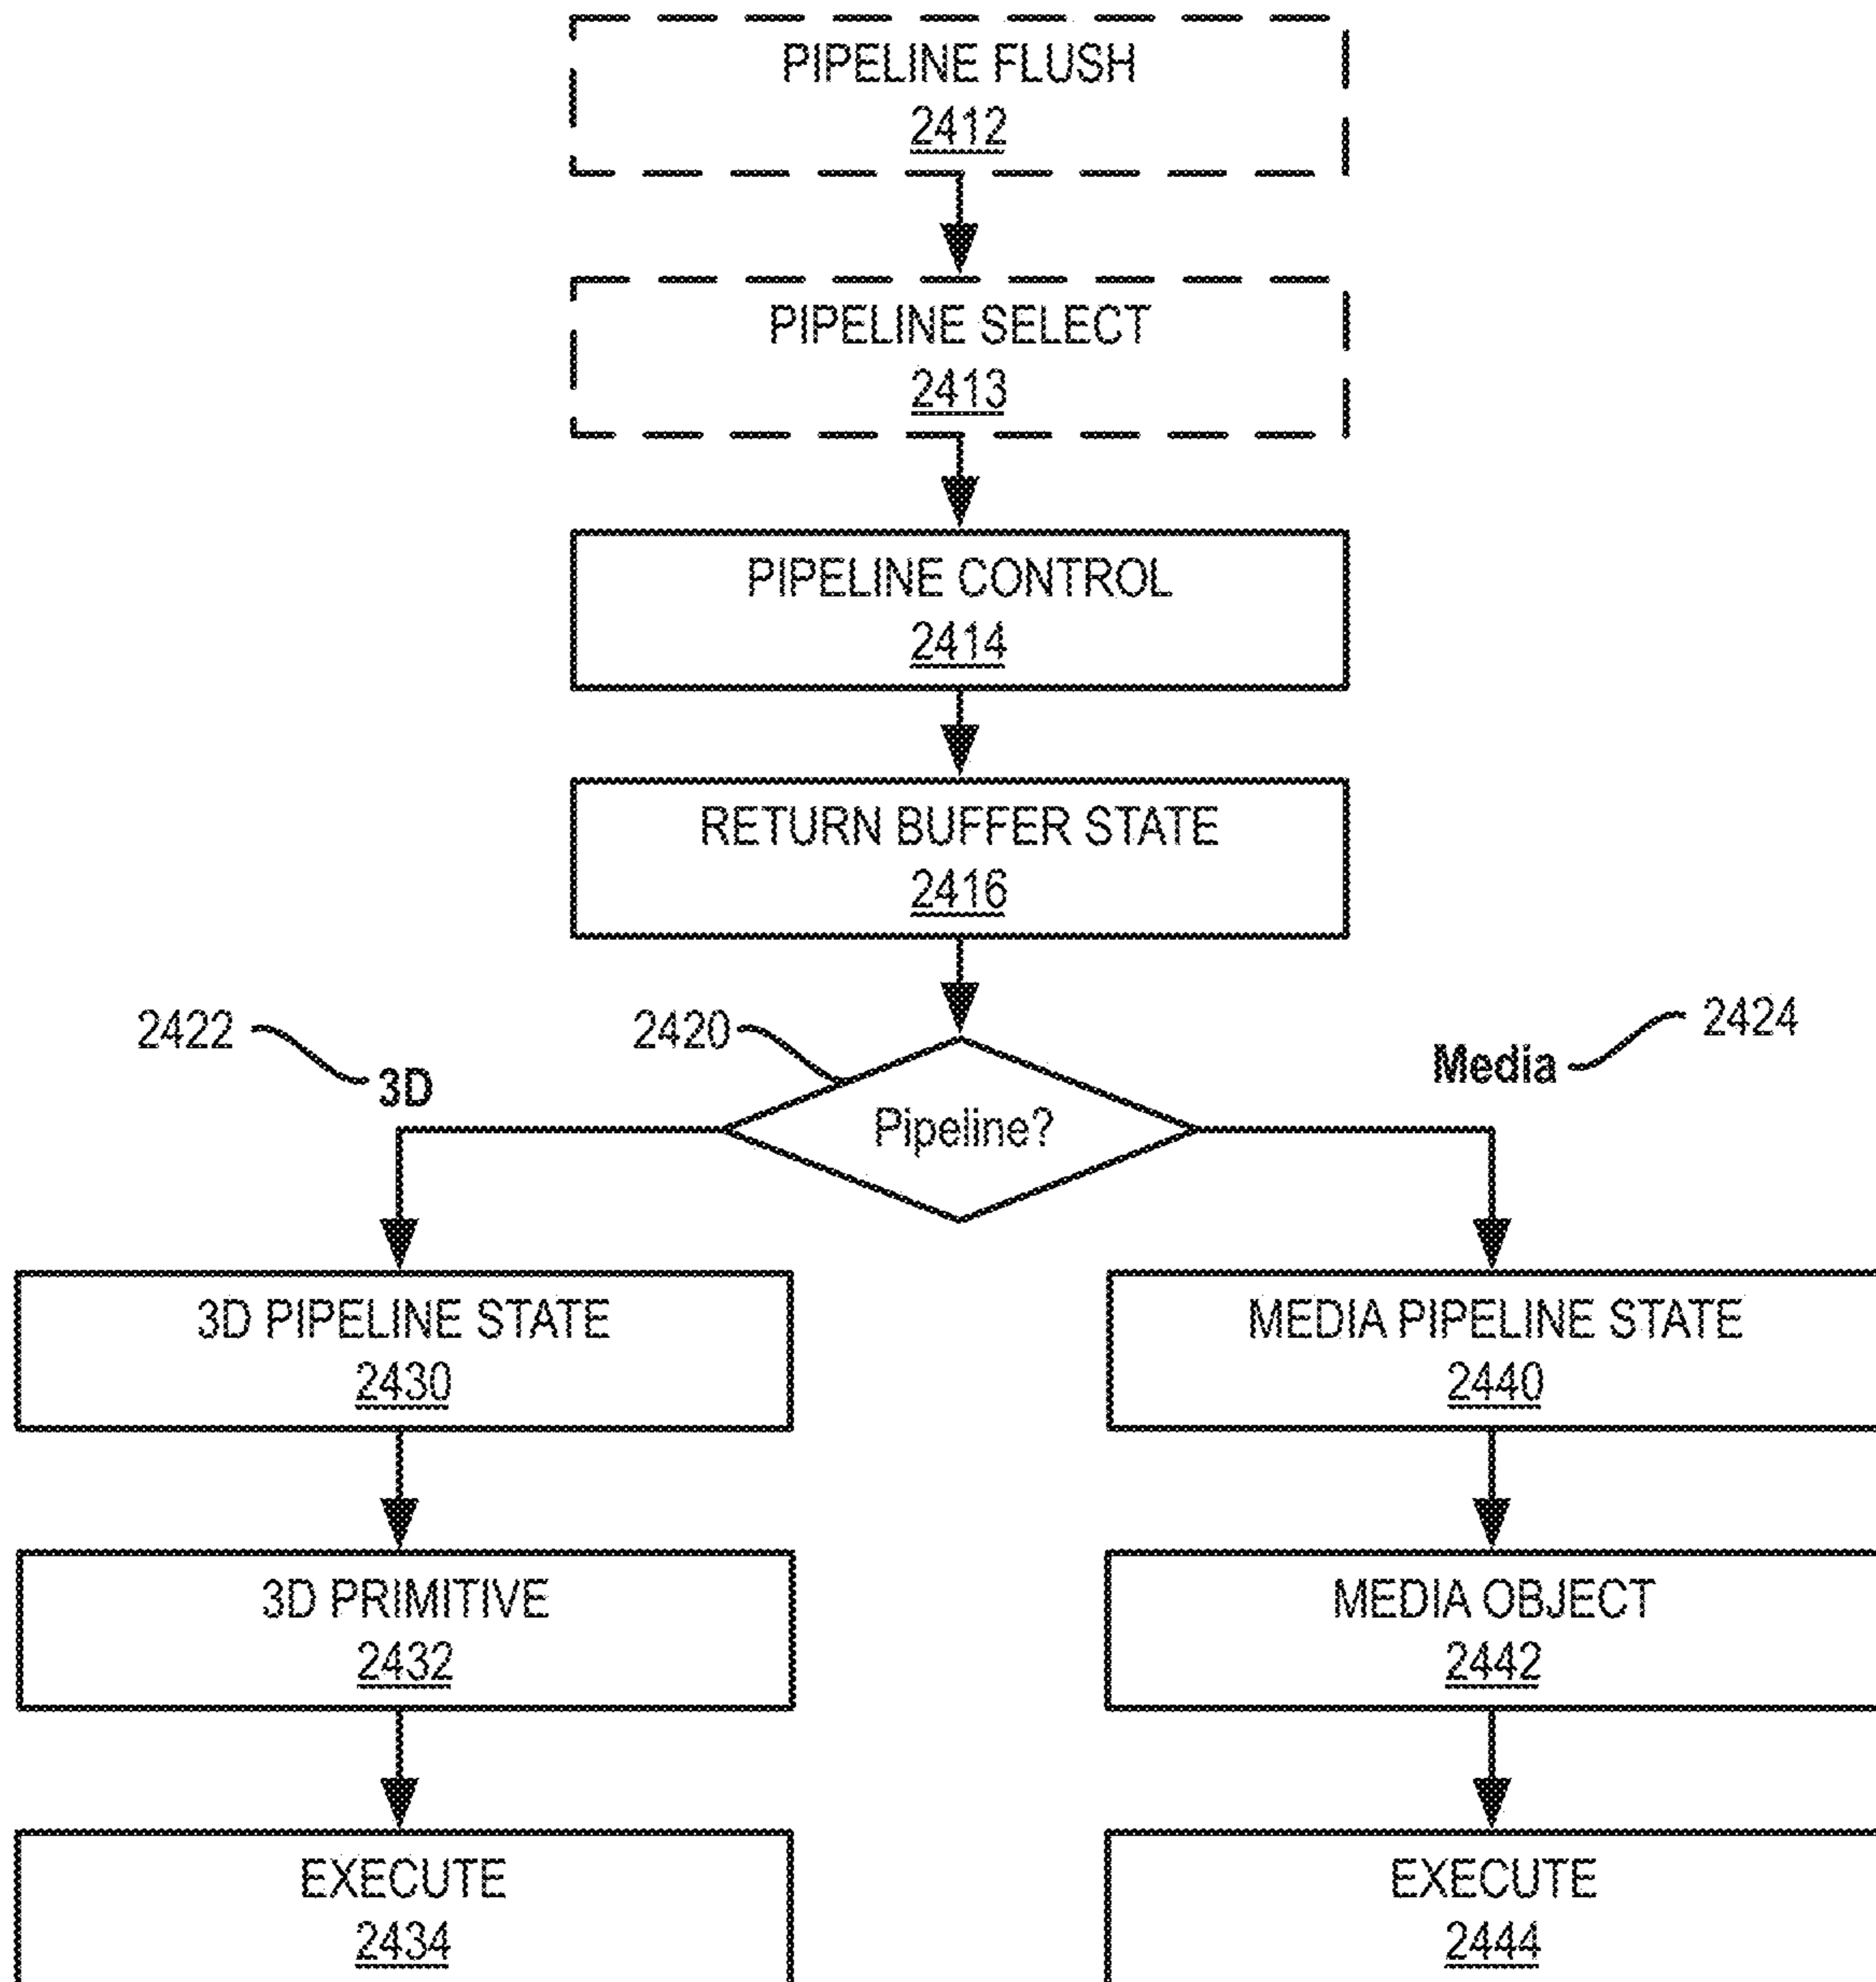 PIPELINE FLUSH
2412
PIPELINE SELECT
2413
PIPELINE CONTROL
2414
RETURN BUFFER STATE
2416
2422
3D
2420
Pipeline?
Media
2424
3D PIPELINE STATE
2430
MEDIA PIPELINE STATE
2440
3D PRIMITIVE
2432
MEDIA OBJECT
2442
EXECUTE
2434
EXECUTE
2444